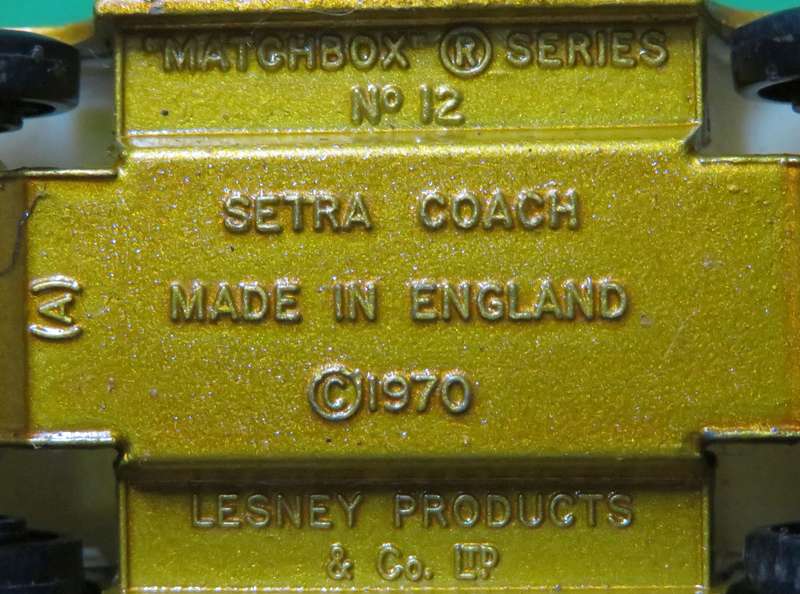 "MATCHBOX" ® SERIES
Nº 12
SETRA COACH
(A)
MADE IN ENGLAND
© 1970
LESNEY PRODUCTS
& Co. LTD